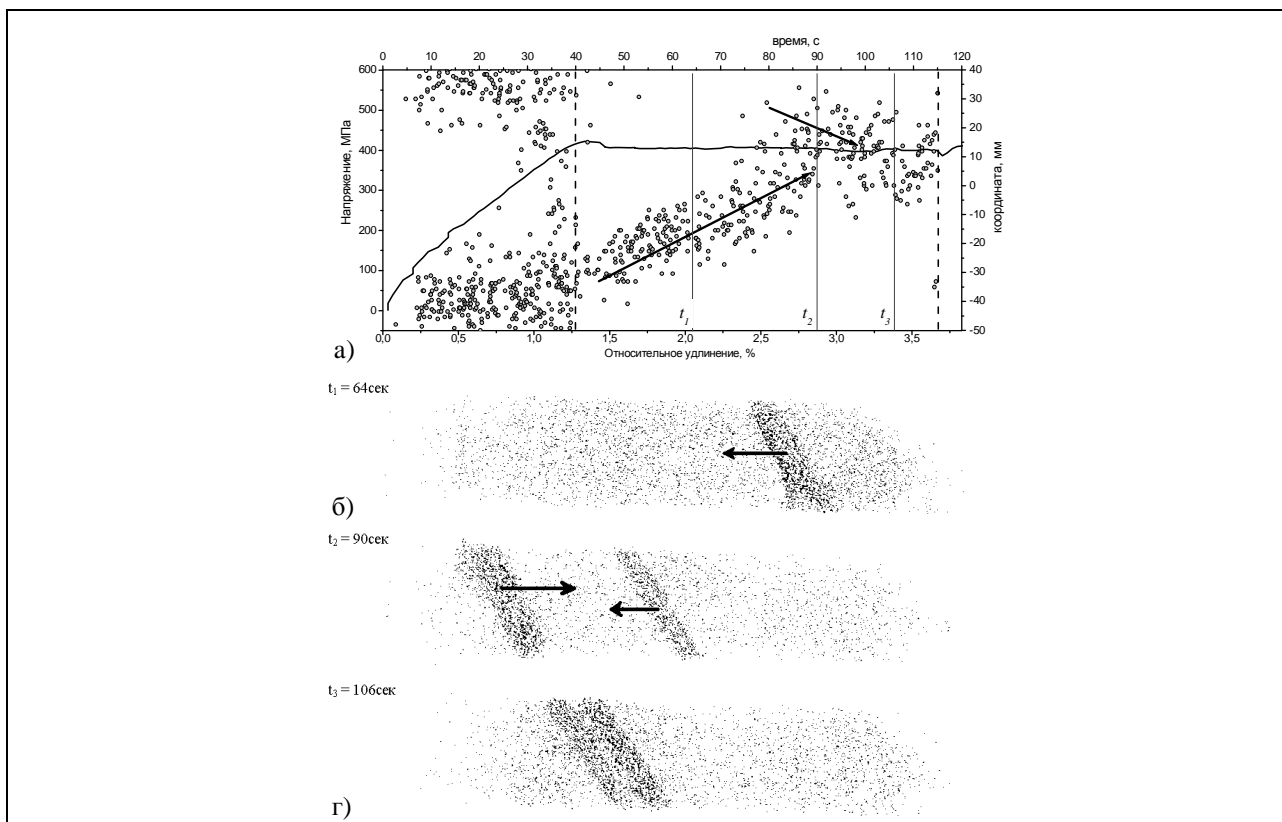 время, с
0 10 20 30 40 50 60 70 80 90 100 110 120
Напряжение, МПа
600
500
400
300
200
100
0
40
30
20
10
0
-10
-20
-30
-40
-50
координата, мм
t₁ t₂ t₃
0,0 0,5 1,0 1,5 2,0 2,5 3,0 3,5
Относительное удлинение, %
а)
t₁ = 64сек
б)
t₂ = 90сек
в)
t₃ = 106сек
г)